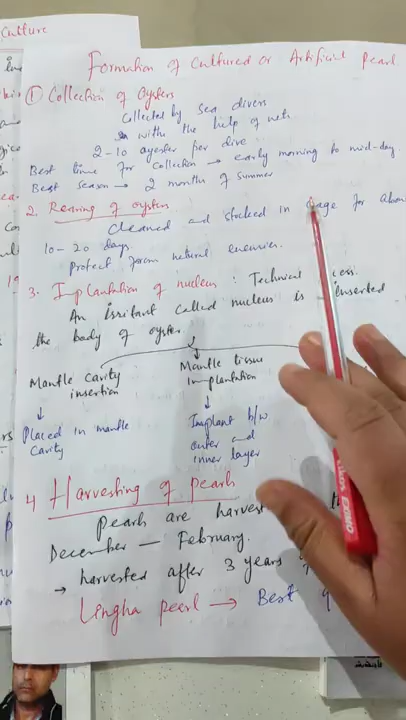 Culture
Formation of Cultured or Artificial Pearl
① Collection of Oysters
Collected by sea divers
with the help of nets
2-10 oyester per dive
Best time for collection → early morning to mid-day.
Best season → 2 months of summer
2. Rearing of oysters
Cleaned and stocked in cage for abou
10-20 days.
Protect from natural enemies.
3. Implantation of nucleus : Technical cess.
An irritant called nucleus is inserted
the body of oyster.
Mantle cavity
insertion
Mantle tissue
implantation
Placed in mantle
cavity
Implant b/w
outer and
inner layer
4 Harvesting of pearls
Pearls are harvest
December — February.
→ harvested after 3 years
Lingha pearl → Best q